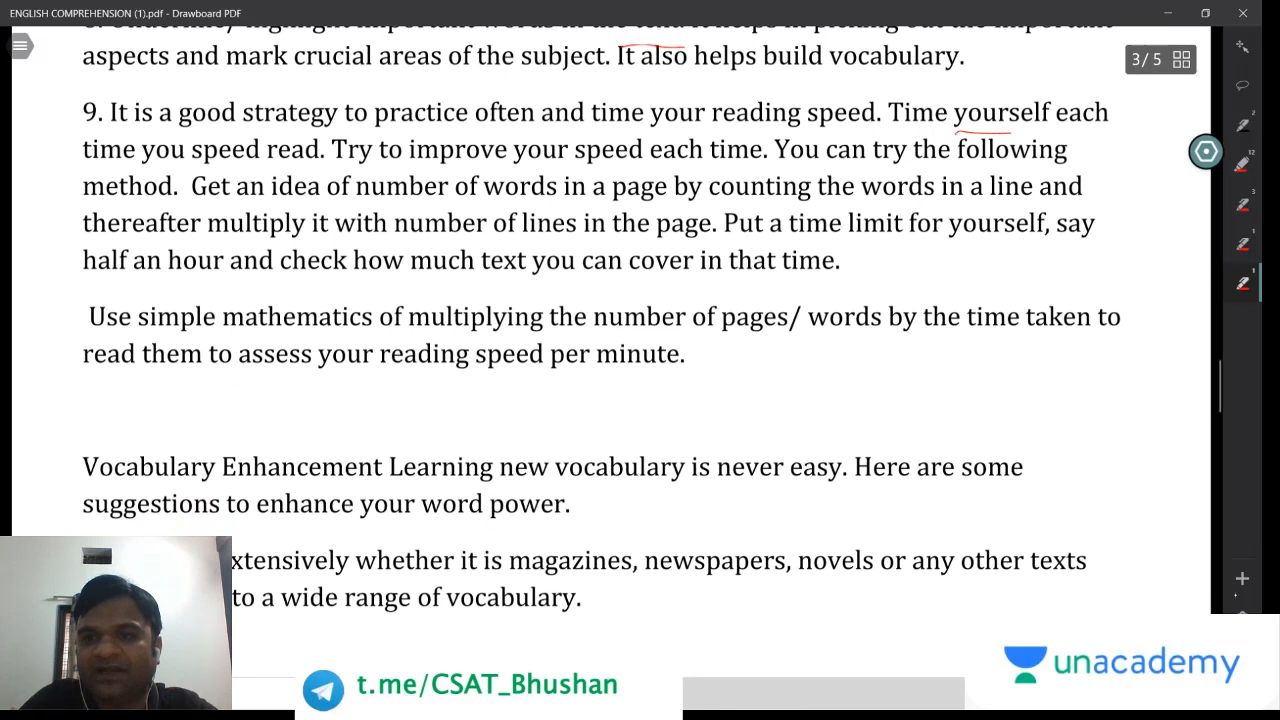 ENGLISH COMPREHENSION (1).pdf - Drawboard PDF
aspects and mark crucial areas of the subject. It also helps build vocabulary.
3/ 5
9. It is a good strategy to practice often and time your reading speed. Time yourself each
time you speed read. Try to improve your speed each time. You can try the following
method. Get an idea of number of words in a page by counting the words in a line and
thereafter multiply it with number of lines in the page. Put a time limit for yourself, say
half an hour and check how much text you can cover in that time.
Use simple mathematics of multiplying the number of pages/ words by the time taken to
read them to assess your reading speed per minute.
Vocabulary Enhancement Learning new vocabulary is never easy. Here are some
suggestions to enhance your word power.
xtensively whether it is magazines, newspapers, novels or any other texts
to a wide range of vocabulary.
t.me/CSAT_Bhushan
unacademy